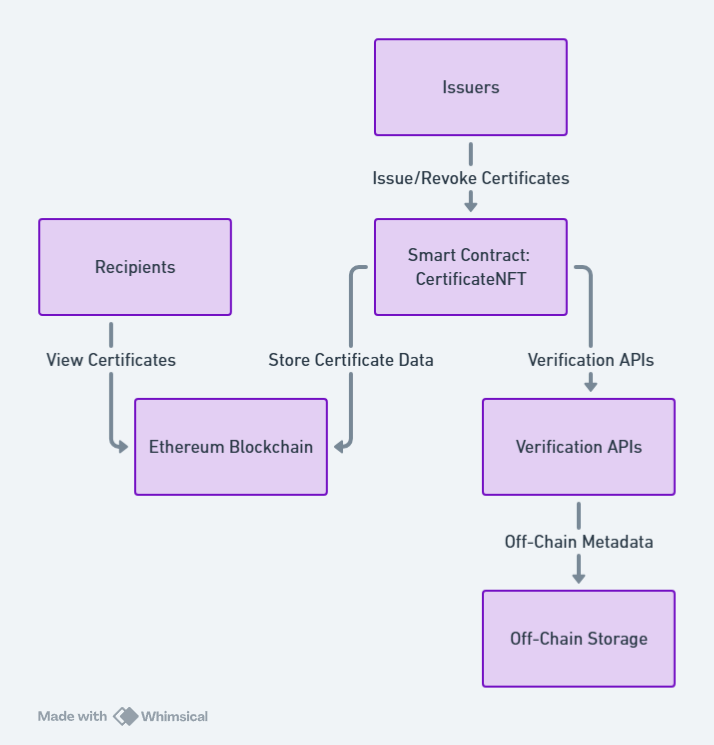 Issuers
Issue/Revoke Certificates
Recipients
Smart Contract:
CertificateNFT
View Certificates
Store Certificate Data
Verification APIs
Ethereum Blockchain
Verification APIs
Off-Chain Metadata
Off-Chain Storage
Made with Whimsical